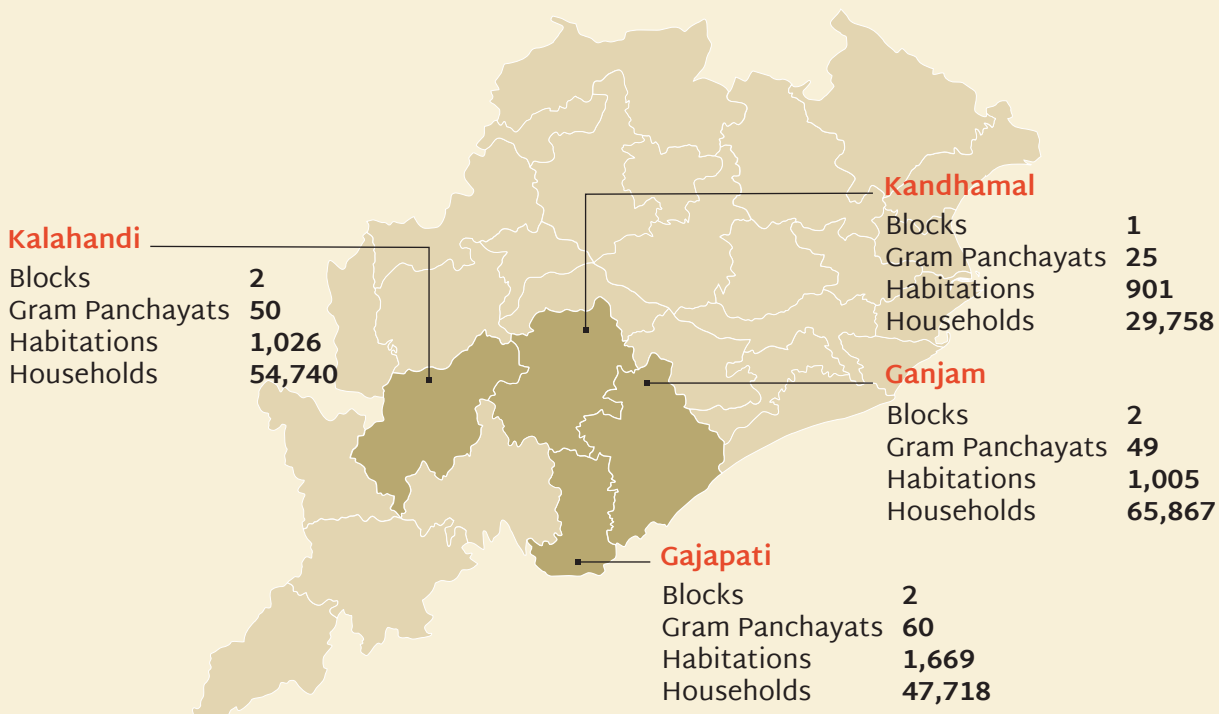 Kalahandi
Blocks 2
Gram Panchayats 50
Habitations 1,026
Households 54,740
Kandhamal
Blocks 1
Gram Panchayats 25
Habitations 901
Households 29,758
Ganjam
Blocks 2
Gram Panchayats 49
Habitations 1,005
Households 65,867
Gajapati
Blocks 2
Gram Panchayats 60
Habitations 1,669
Households 47,718